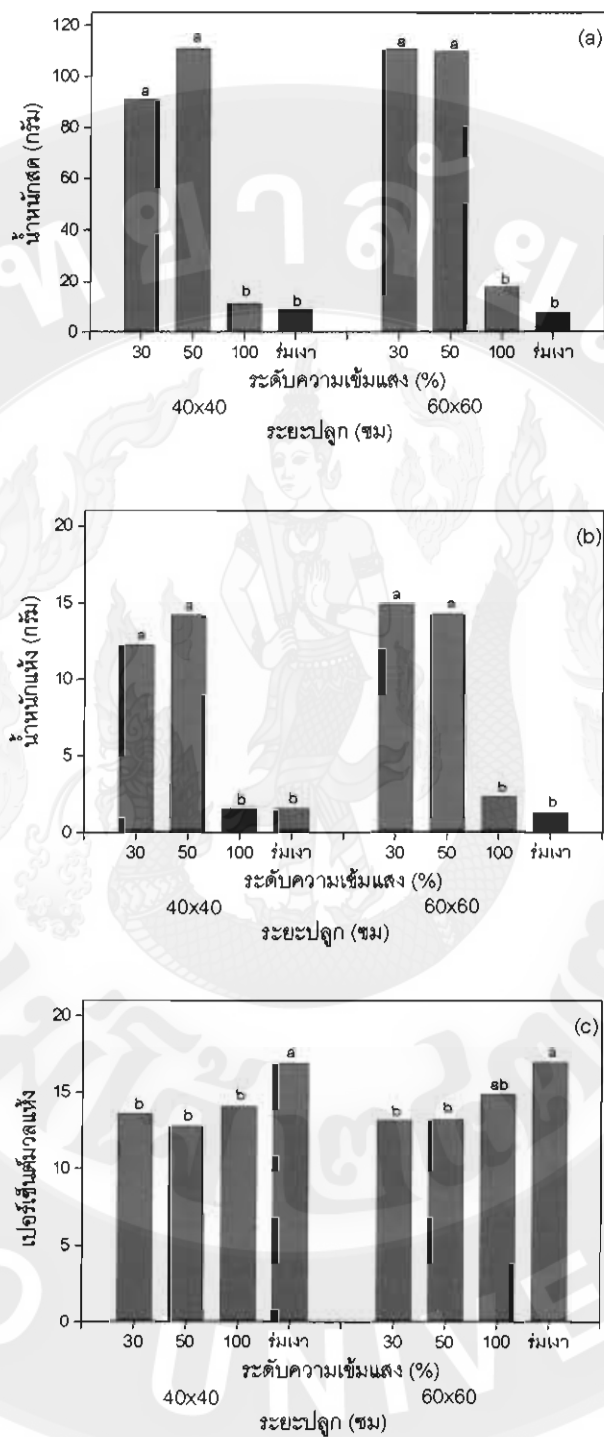 (a)
น้ำหนักสด (กรัม)
120
100
80
60
40
20
0
a a b b a a b b
30 50 100 ร่มเงา 30 50 100 ร่มเงา
ระดับความเข้มแสง (%)
40x40 60x60
ระยะปลูก (ซม)
(b)
น้ำหนักแห้ง (กรัม)
20
15
10
5
0
a a b b a a b b
30 50 100 ร่มเงา 30 50 100 ร่มเงา
ระดับความเข้มแสง (%)
40x40 60x60
ระยะปลูก (ซม)
(c)
เปอร์เซ็นต์มวลแห้ง
20
15
10
5
0
b b b a b b ab a
30 50 100 ร่มเงา 30 50 100 ร่มเงา
ระดับความเข้มแสง (%)
40x40 60x60
ระยะปลูก (ซม)